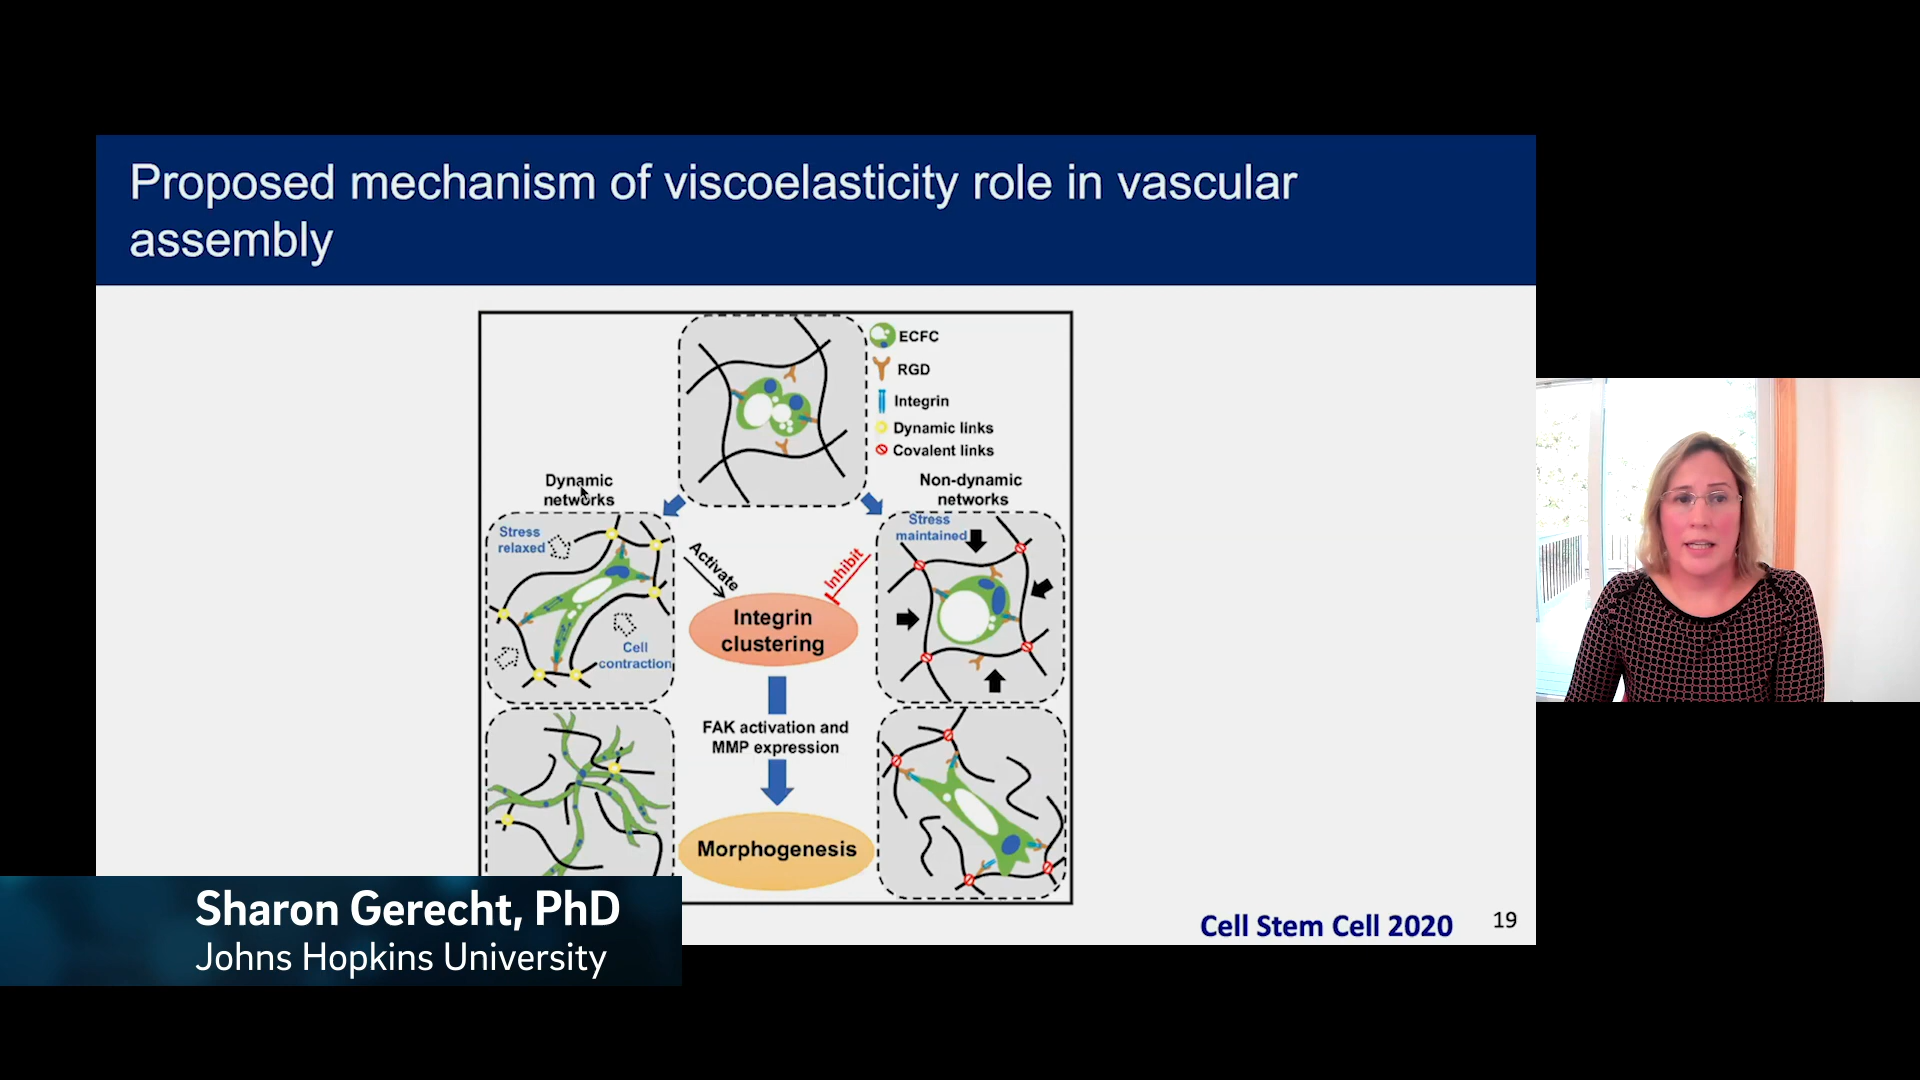 Proposed mechanism of viscoelasticity role in vascular
assembly
ECFC
RGD
Integrin
Dynamic links
Covalent links
Dynamic
networks
Non-dynamic
networks
Stress
relaxed
Cell
contraction
Activate
Inhibit
Stress
maintained
Integrin
clustering
FAK activation and
MMP expression
Morphogenesis
Cell Stem Cell 2020
19
Sharon Gerecht, PhD
Johns Hopkins University